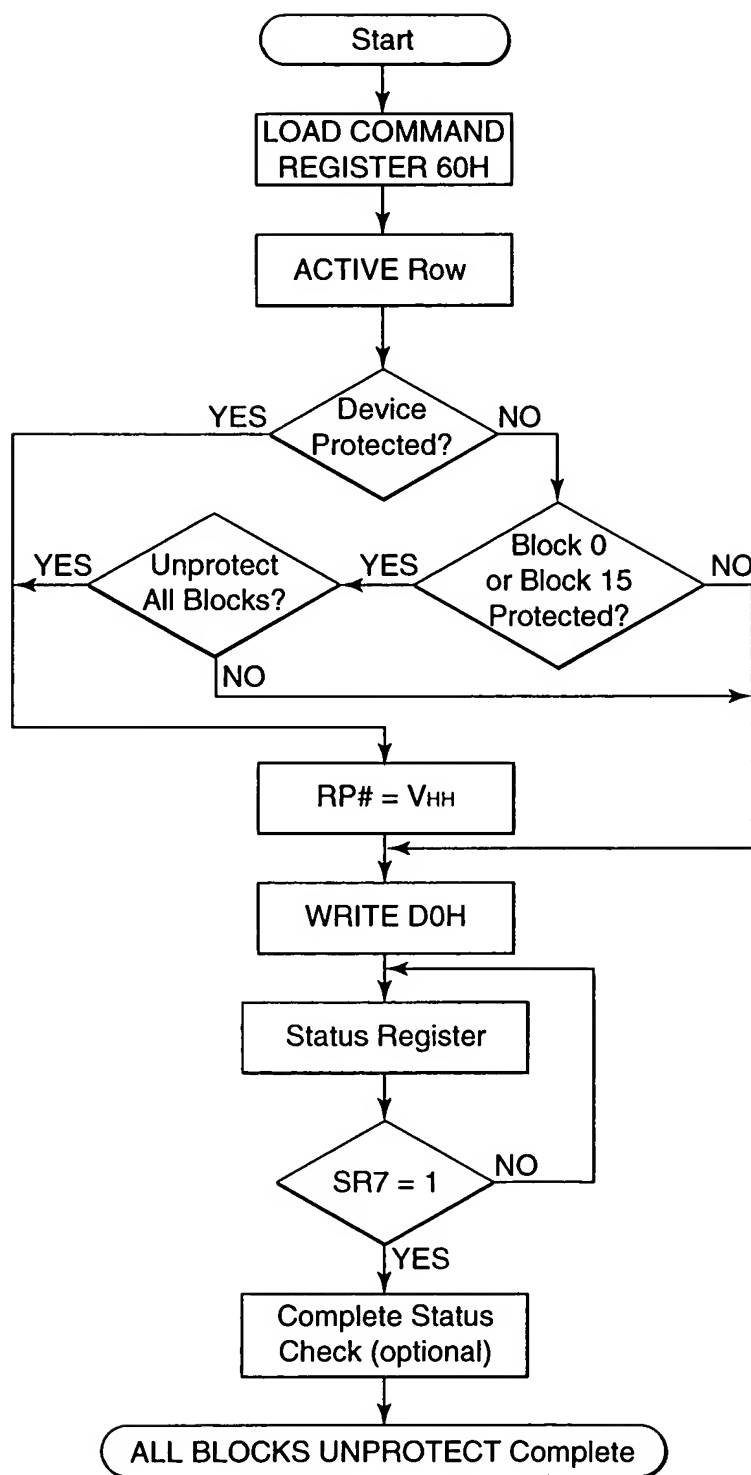 Start
LOAD COMMAND
REGISTER 60H
ACTIVE Row
YES
Device
Protected?
NO
YES
Unprotect
All Blocks?
YES
Block 0
or Block 15
Protected?
NO
NO
RP# = VHH
WRITE D0H
Status Register
SR7 = 1
NO
YES
Complete Status
Check (optional)
ALL BLOCKS UNPROTECT Complete